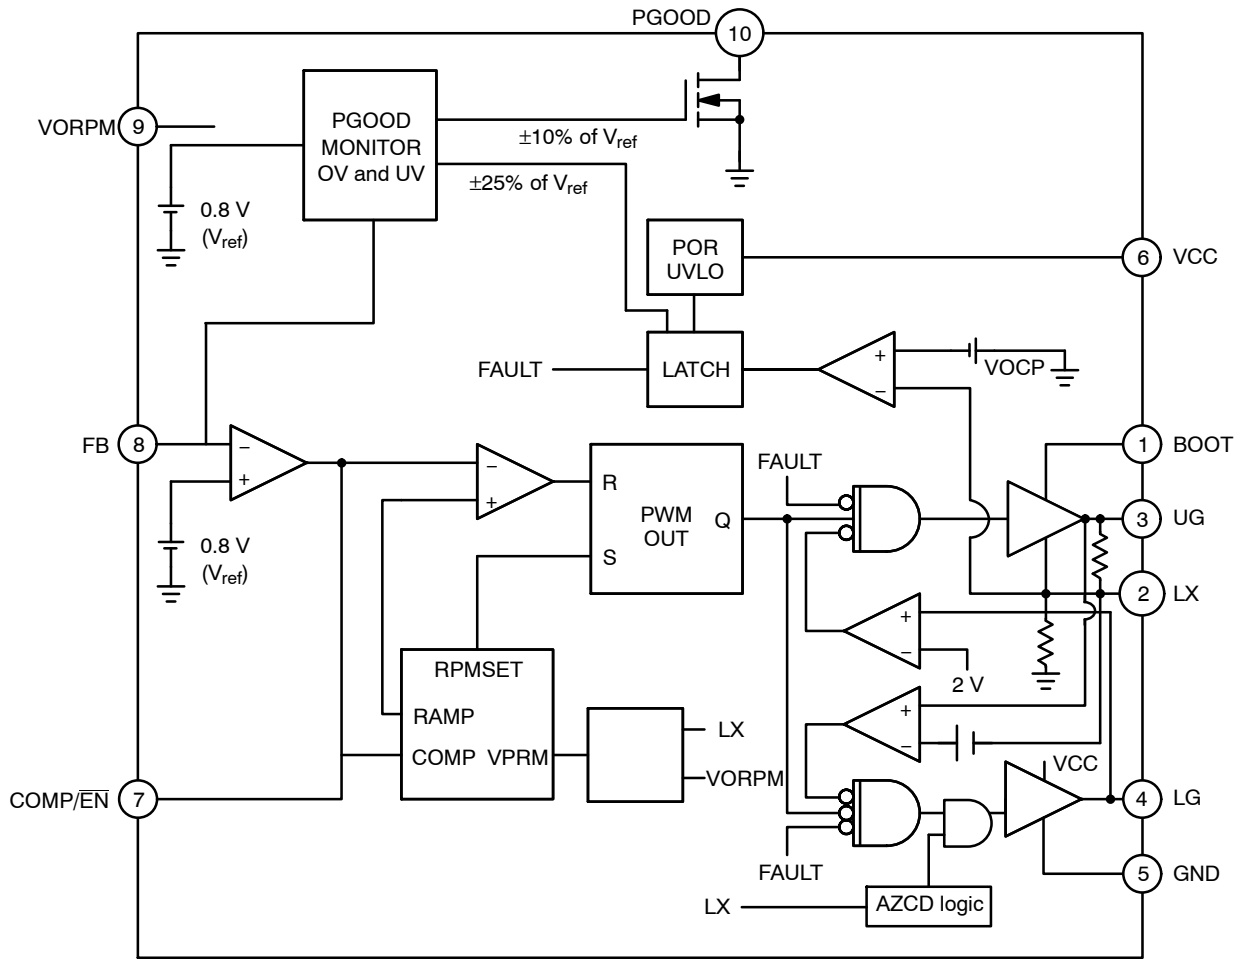 PGOOD
10
VORPM
9
PGOOD
MONITOR
OV and UV
±10% of Vref
±25% of Vref
0.8 V
(Vref)
POR
UVLO
6
VCC
FAULT
LATCH
+
−
VOCP
FB
8
−
+
0.8 V
(Vref)
−
+
R
S
PWM
OUT
Q
FAULT
1
BOOT
3
UG
2
LX
+
−
2 V
RPMSET
RAMP
COMP
VPRM
LX
VORPM
+
−
VCC
COMP/EN
7
4
LG
FAULT
5
GND
LX
AZCD logic